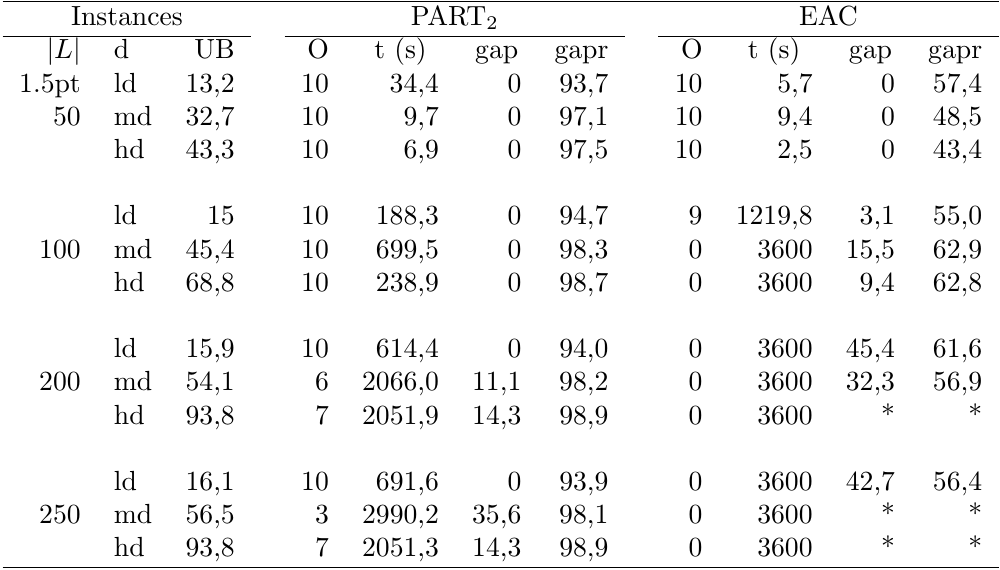 Instances PART₂ EAC
|L| d UB O t (s) gap gapr O t (s) gap gapr
1.5pt ld 13,2 10 34,4 0 93,7 10 5,7 0 57,4
50 md 32,7 10 9,7 0 97,1 10 9,4 0 48,5
hd 43,3 10 6,9 0 97,5 10 2,5 0 43,4
ld 15 10 188,3 0 94,7 9 1219,8 3,1 55,0
100 md 45,4 10 699,5 0 98,3 0 3600 15,5 62,9
hd 68,8 10 238,9 0 98,7 0 3600 9,4 62,8
ld 15,9 10 614,4 0 94,0 0 3600 45,4 61,6
200 md 54,1 6 2066,0 11,1 98,2 0 3600 32,3 56,9
hd 93,8 7 2051,9 14,3 98,9 0 3600 * *
ld 16,1 10 691,6 0 93,9 0 3600 42,7 56,4
250 md 56,5 3 2990,2 35,6 98,1 0 3600 * *
hd 93,8 7 2051,3 14,3 98,9 0 3600 * *